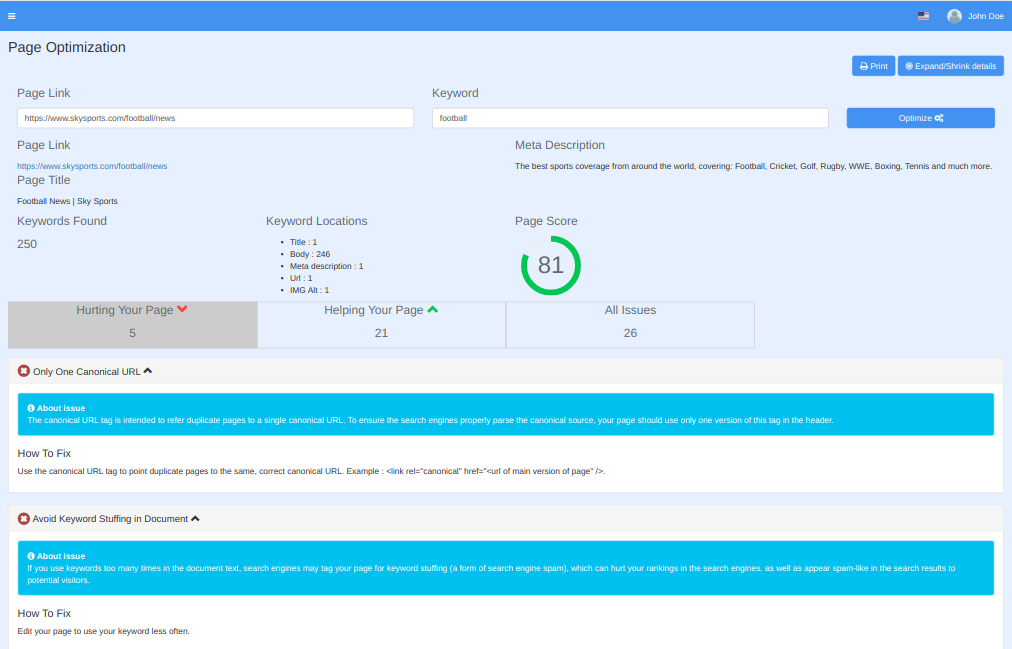 John Doe
Page Optimization
Print
Expand/Shrink details
Page Link
Keyword
https://www.skysports.com/football/news
football
Optimize
Page Link
Meta Description
https://www.skysports.com/football/news
The best sports coverage from around the world, covering: Football, Cricket, Golf, Rugby, WWE, Boxing, Tennis and much more.
Page Title
Football News | Sky Sports
Keywords Found
Keyword Locations
Page Score
250
• Title : 1
• Body : 246
• Meta description : 1
• Url : 1
• IMG Alt : 1
81
Hurting Your Page
Helping Your Page
All Issues
5
21
26
Only One Canonical URL
About issue
The canonical URL tag is intended to refer duplicate pages to a single canonical URL. To ensure the search engines properly parse the canonical source, your page should use only one version of this tag in the header.
How To Fix
Use the canonical URL tag to point duplicate pages to the same, correct canonical URL. Example : <link rel="canonical" href="<url of main version of page" />.
Avoid Keyword Stuffing in Document
About issue
If you use keywords too many times in the document text, search engines may tag your page for keyword stuffing (a form of search engine spam), which can hurt your rankings in the search engines, as well as appear spam-like in the search results to
potential visitors.
How To Fix
Edit your page to use your keyword less often.